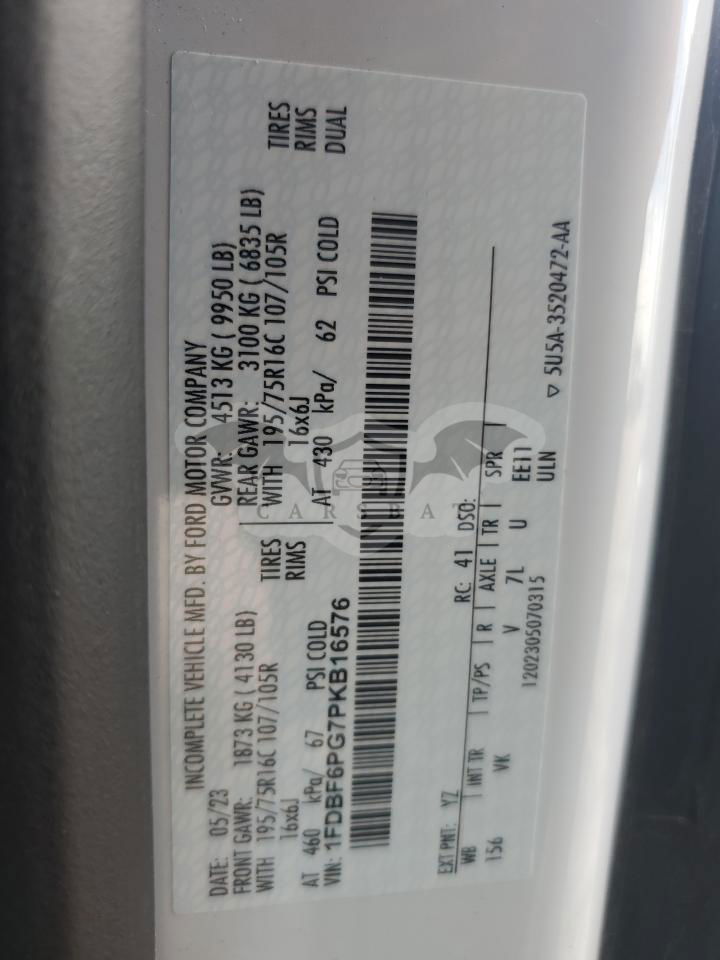 INCOMPLETE VEHICLE MFD. BY FORD MOTOR COMPANY
DATE: 05/23 GVWR: 4513 KG ( 9950 LB)
FRONT GAWR: 1873 KG ( 4130 LB) REAR GAWR: 3100 KG ( 6835 LB)
WITH 195/75R16C 107/105R TIRES WITH 195/75R16C 107/105R TIRES
16x6J RIMS 16x6J RIMS
AT 460 kPa/ 67 PSI COLD AT 430 kPa/ 62 PSI COLD DUAL
VIN: 1FDBF6PG7PKB16576
CARSBA
EXT PNT: YZ RC: 41 DSO:
WB INT TR TP/PS R AXLE TR SPR
156 VK V 7L U EE11
1202305070315 ULN
▽ 5U5A-3520472-AA